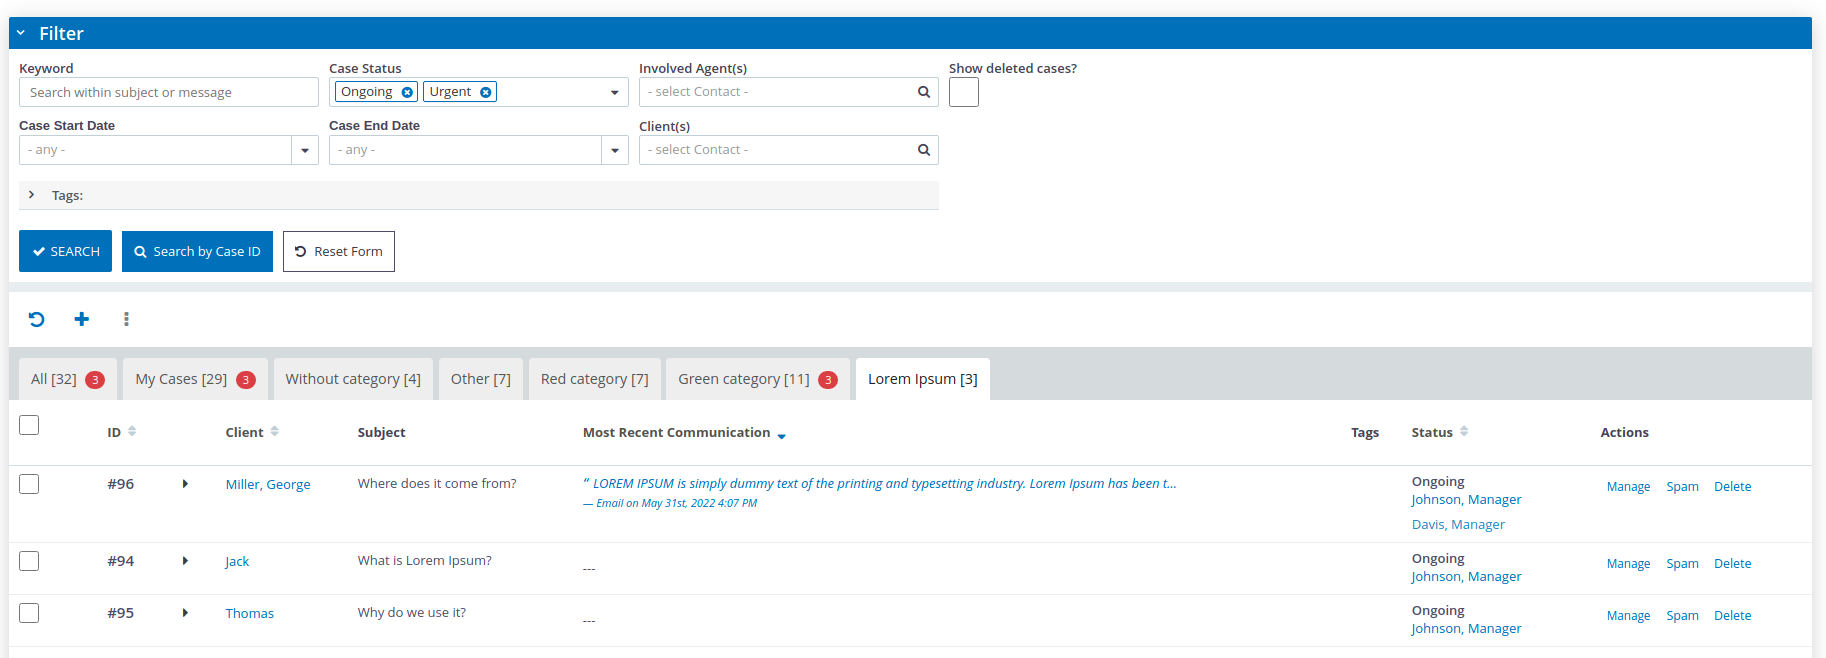 Filter
Keyword Case Status Involved Agent(s) Show deleted cases?
Search within subject or message Ongoing Urgent - select Contact -
Case Start Date Case End Date Client(s)
- any - - any - - select Contact -
Tags:
SEARCH Search by Case ID Reset Form
All [32] 3 My Cases [29] 3 Without category [4] Other [7] Red category [7] Green category [11] 3 Lorem Ipsum [3]
ID Client Subject Most Recent Communication Tags Status Actions
#96 Miller, George Where does it come from? “ LOREM IPSUM is simply dummy text of the printing and typesetting industry. Lorem Ipsum has been t... Ongoing Manage Spam Delete
— Email on May 31st, 2022 4:07 PM Johnson, Manager
Davis, Manager
#94 Jack What is Lorem Ipsum? --- Ongoing Manage Spam Delete
Johnson, Manager
#95 Thomas Why do we use it? --- Ongoing Manage Spam Delete
Johnson, Manager